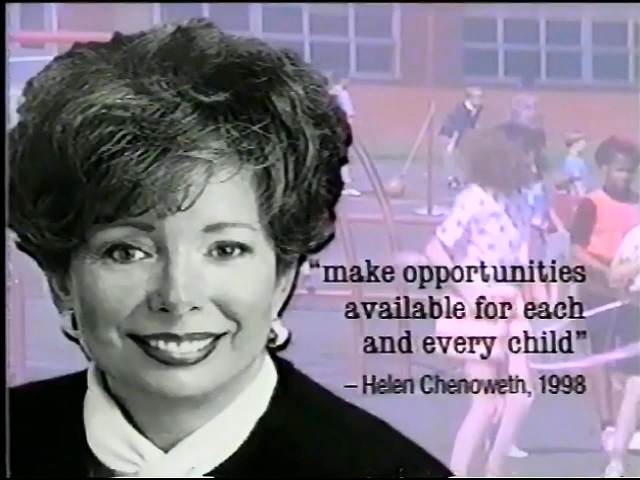 "make opportunities
available for each
and every child"
– Helen Chenoweth, 1998